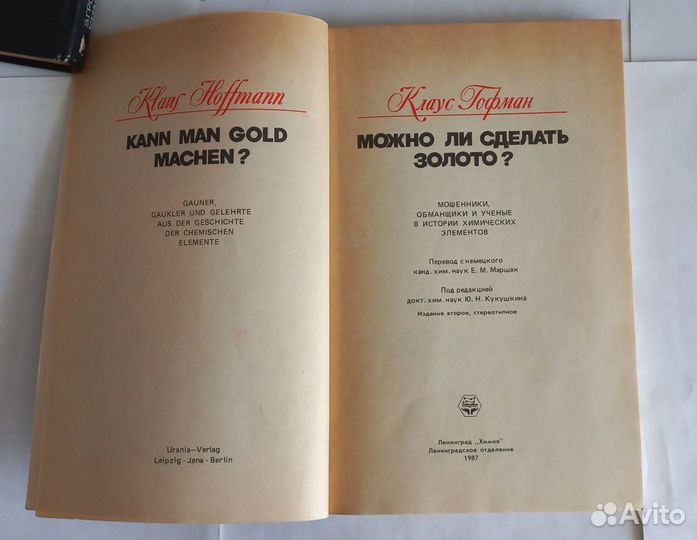 Klaus Hoffmann
KANN MAN GOLD
MACHEN?
GAUNER,
GAUKLER UND GELEHRTE
AUS DER GESCHICHTE
DER CHEMISCHEN
ELEMENTE
Urania—Verlag
Leipzig - Jena - Berlin
Клаус Гофман
МОЖНО ЛИ СДЕЛАТЬ
ЗОЛОТО?
МОШЕННИКИ,
ОБМАНЩИКИ И УЧЕНЫЕ
В ИСТОРИИ ХИМИЧЕСКИХ
ЭЛЕМЕНТОВ
Перевод с немецкого
канд. хим. наук Е. М. Маршак
Под редакцией
докт. хим. наук Ю. Н. Кукушкина
Издание второе, стереотипное
Ленинград „Химия"
Ленинградское отделение
1987
Avito